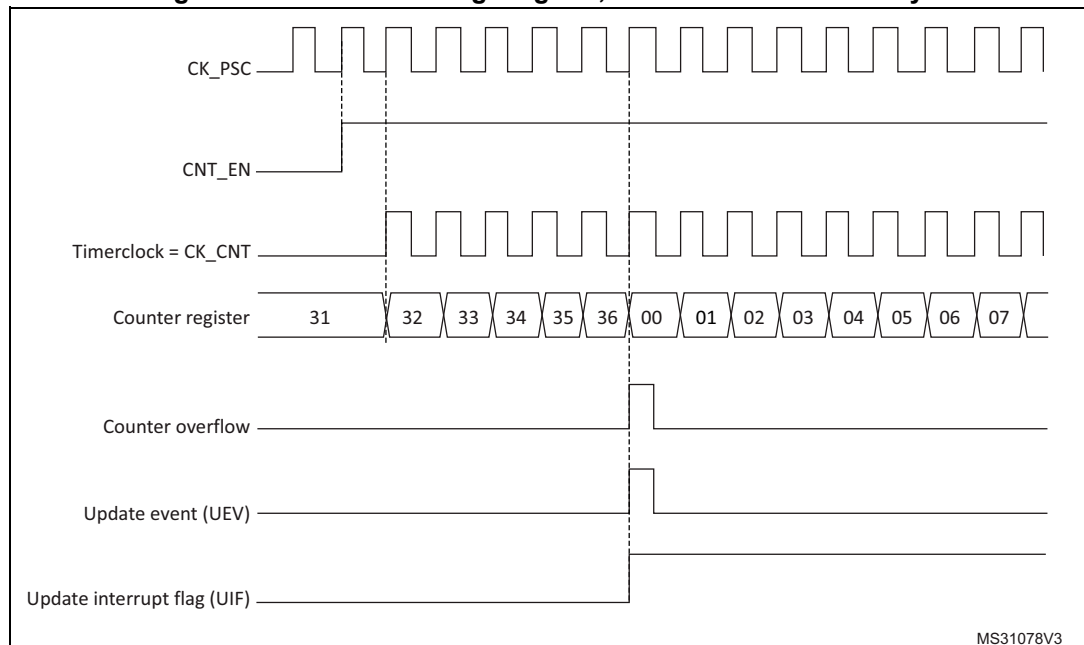 CK_PSC
CNT_EN
Timerclock = CK_CNT
Counter register 31 32 33 34 35 36 00 01 02 03 04 05 06 07
Counter overflow
Update event (UEV)
Update interrupt flag (UIF)
MS31078V3